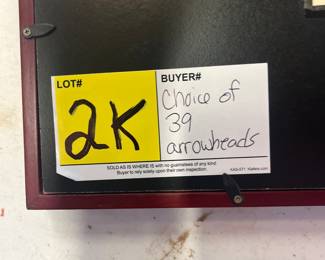 LOT#
2K
BUYER#
Choice of
39
arrowheads
SOLD AS IS WHERE IS with no guarantees of any kind
Buyer to rely solely upon their own inspection.